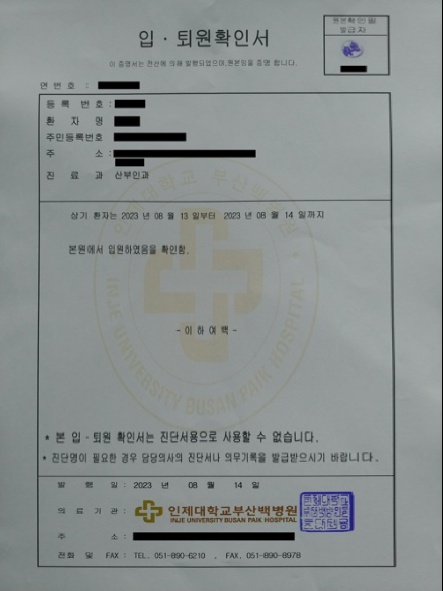 입 · 퇴원확인서
이 증명서는 전산에 의해 발행되었으며, 원본임을 증명 합니다.
원본확인필
발급자
연번호 :
등 록 번호 :
환 자 명
주민등록번호
주 소 :
진 료 과 산부인과
상기 환자는 2023 년 08 월 13 일부터 2023 년 08 월 14 일까지
본원에서 입원하였음을 확인함.
- 이 하 여 백 -
인제대학교 부산백병원
INJE UNIVERSITY BUSAN PAIK HOSPITAL
* 본 입 - 퇴원 확인서는 진단서용으로 사용할 수 없습니다.
* 진단명이 필요한 경우 담당의사의 진단서나 의무기록을 발급받으시기 바랍니다.
발 행 일 : 2023 년 08 월 14 일
의 료 기 관 : 인제대학교부산백병원
INJE UNIVERSITY BUSAN PAIK HOSPITAL
주 소 :
전화 및 FAX : TEL. 051-890-6210 , FAX. 051-890-8978